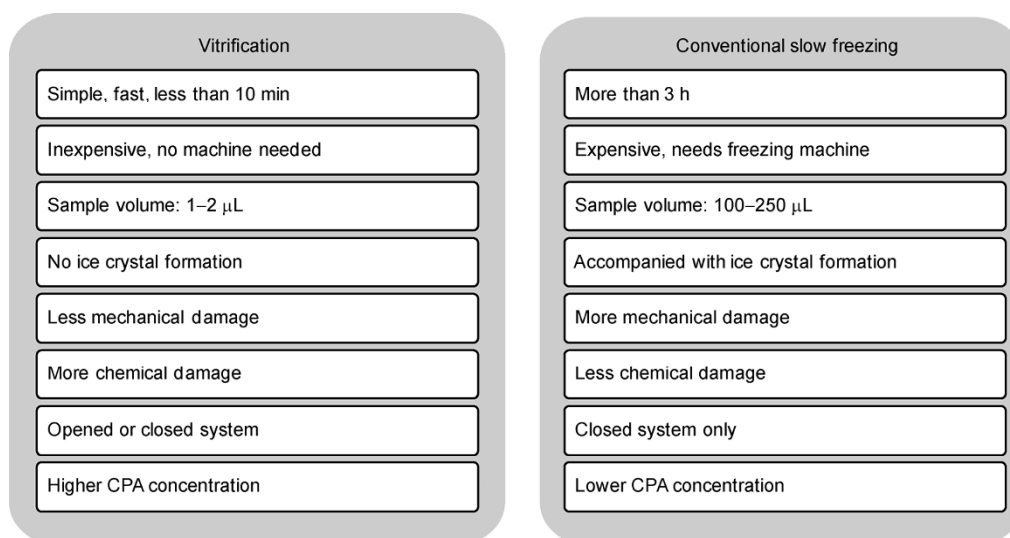 Vitrification
Simple, fast, less than 10 min
Inexpensive, no machine needed
Sample volume: 1–2 μL
No ice crystal formation
Less mechanical damage
More chemical damage
Opened or closed system
Higher CPA concentration
Conventional slow freezing
More than 3 h
Expensive, needs freezing machine
Sample volume: 100–250 μL
Accompanied with ice crystal formation
More mechanical damage
Less chemical damage
Closed system only
Lower CPA concentration